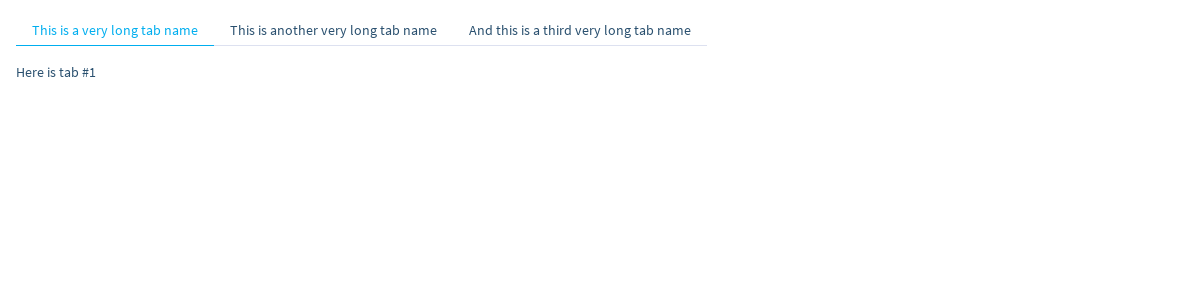 This is a very long tab name This is another very long tab name And this is a third very long tab name
Here is tab #1